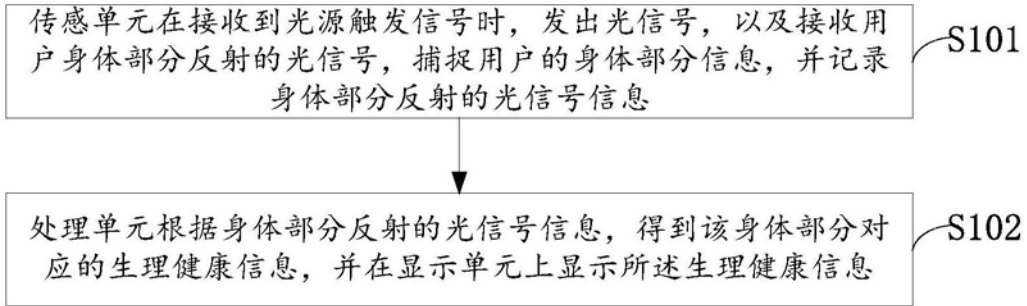 传感单元在接收到光源触发信号时，发出光信号，以及接收用
户身体部分反射的光信号，捕捉用户的身体部分信息，并记录
身体部分反射的光信号信息
S101
处理单元根据身体部分反射的光信号信息，得到该身体部分对
应的生理健康信息，并在显示单元上显示所述生理健康信息
S102